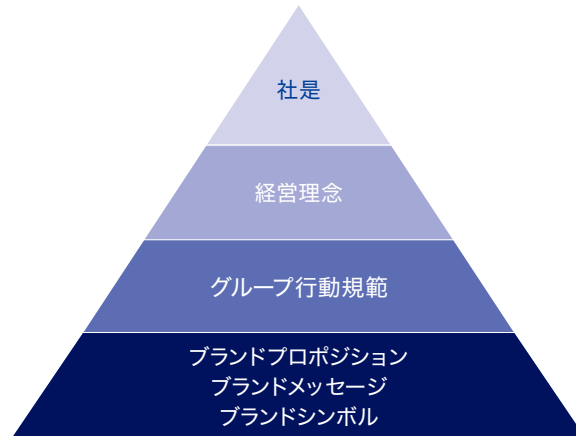 社是
経営理念
グループ行動規範
ブランドプロポジション
ブランドメッセージ
ブランドシンボル